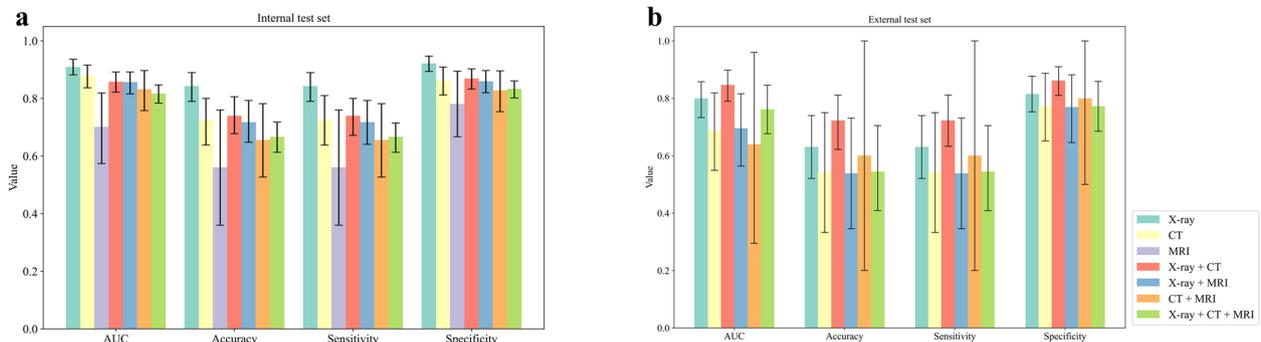 a
Internal test set
1.0
0.8
0.6
0.4
0.2
0.0
Value
AUC
Accuracy
Sensitivity
Specificity
b
External test set
1.0
0.8
0.6
0.4
0.2
0.0
Value
AUC
Accuracy
Sensitivity
Specificity
X-ray
CT
MRI
X-ray + CT
X-ray + MRI
CT + MRI
X-ray + CT + MRI